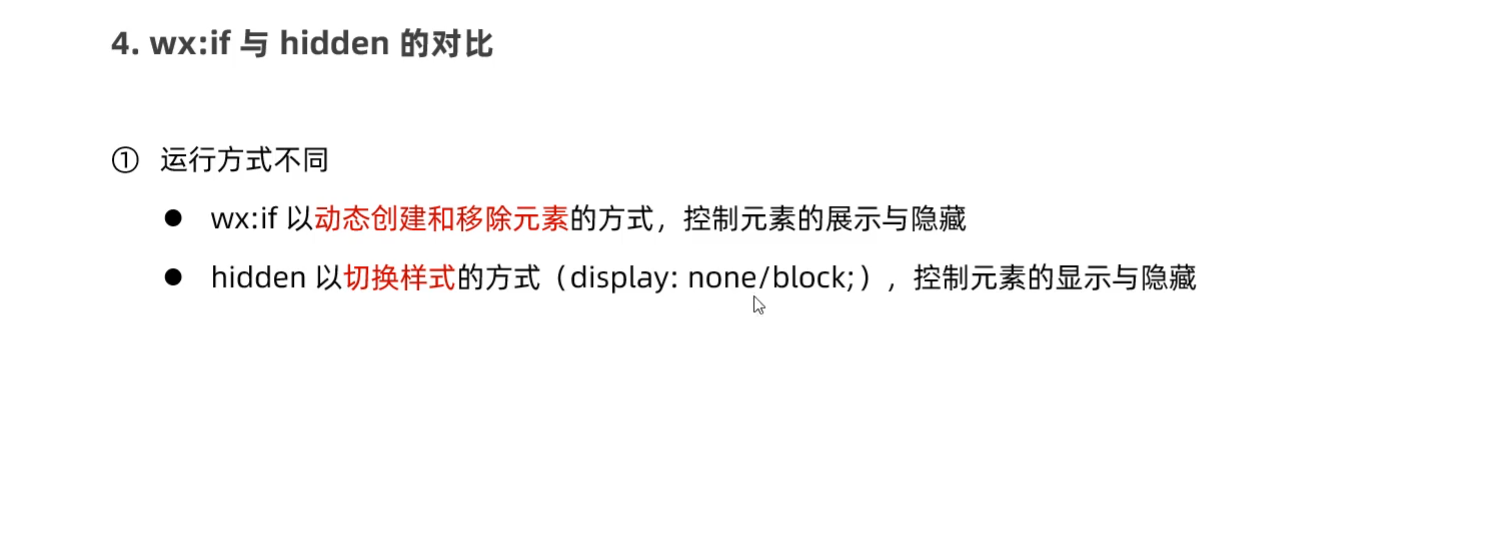 4. wx:if 与 hidden 的对比
① 运行方式不同
● wx:if 以动态创建和移除元素的方式，控制元素的展示与隐藏
● hidden 以切换样式的方式（display: none/block;），控制元素的显示与隐藏